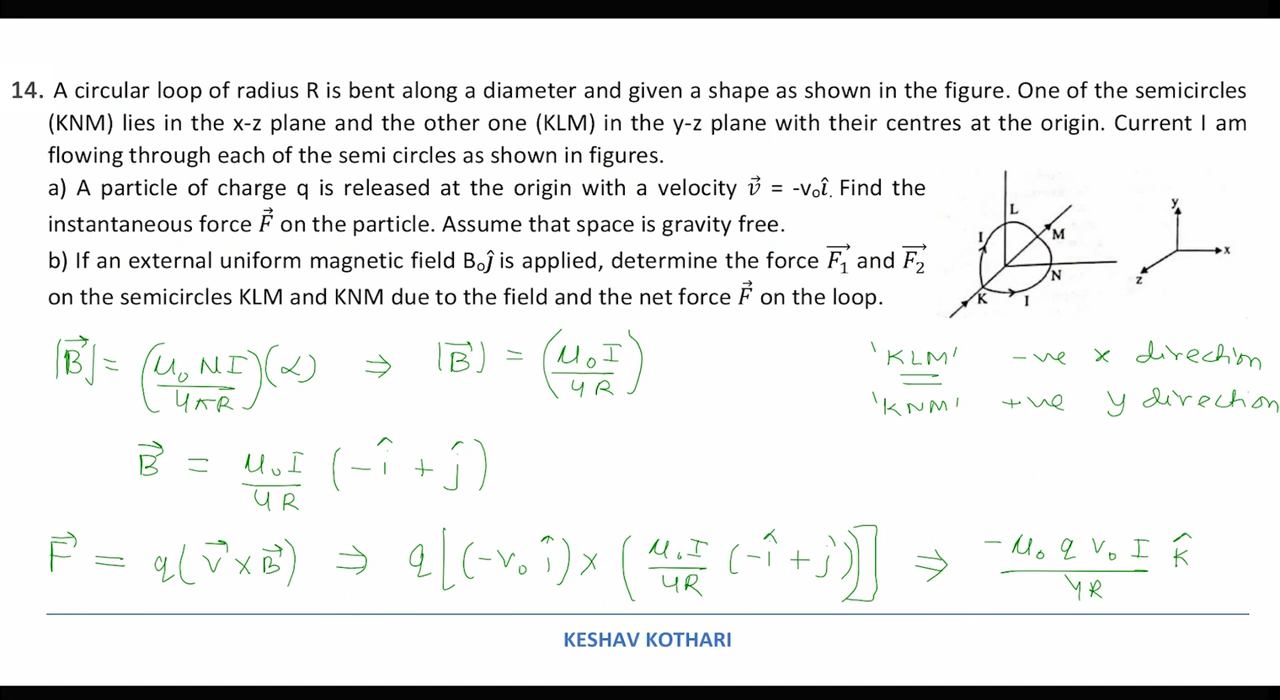 14. A circular loop of radius R is bent along a diameter and given a shape as shown in the figure. One of the semicircles
(KNM) lies in the x-z plane and the other one (KLM) in the y-z plane with their centres at the origin. Current I am
flowing through each of the semi circles as shown in figures.
a) A particle of charge q is released at the origin with a velocity v⃗ = -v₀î. Find the
instantaneous force F⃗ on the particle. Assume that space is gravity free.
b) If an external uniform magnetic field B₀ĵ is applied, determine the force F₁⃗ and F₂⃗
on the semicircles KLM and KNM due to the field and the net force F⃗ on the loop.
L
I
M
N
K
I
y
x
z
|B⃗| = (μ₀NI/4πR)(α) ⇒ |B⃗| = (μ₀I/4R)
'KLM' -ve x direction
'KNM' +ve y direction
B⃗ = μ₀I/4R (-î + ĵ)
F⃗ = q(v⃗ × B⃗) ⇒ q[(-v₀î) × (μ₀I/4R (-î + ĵ))] ⇒ -μ₀qv₀I/4R k̂
KESHAV KOTHARI